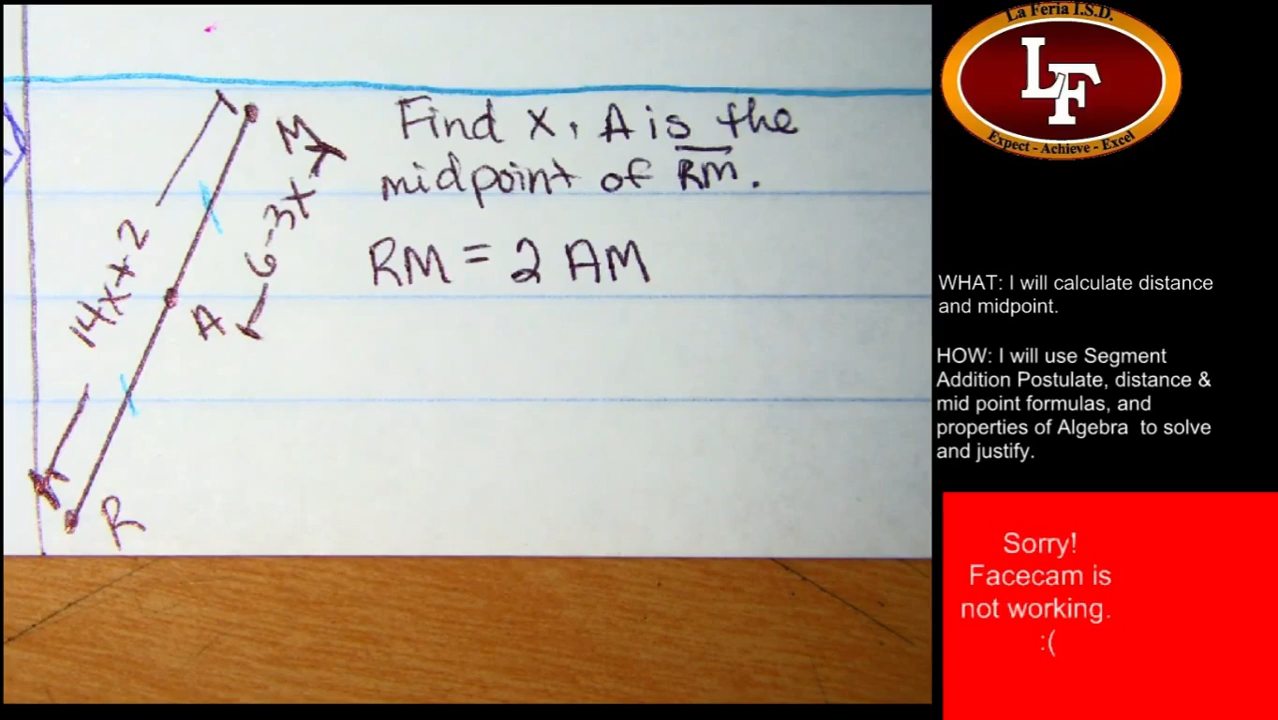 Find x, A is the
midpoint of RM.
RM = 2 AM
M
14x+2
6-3x
A
R
La Feria I.S.D.
LF
Expect - Achieve - Excel
WHAT: I will calculate distance
and midpoint.
HOW: I will use Segment
Addition Postulate, distance &
mid point formulas, and
properties of Algebra to solve
and justify.
Sorry!
Facecam is
not working.
:(